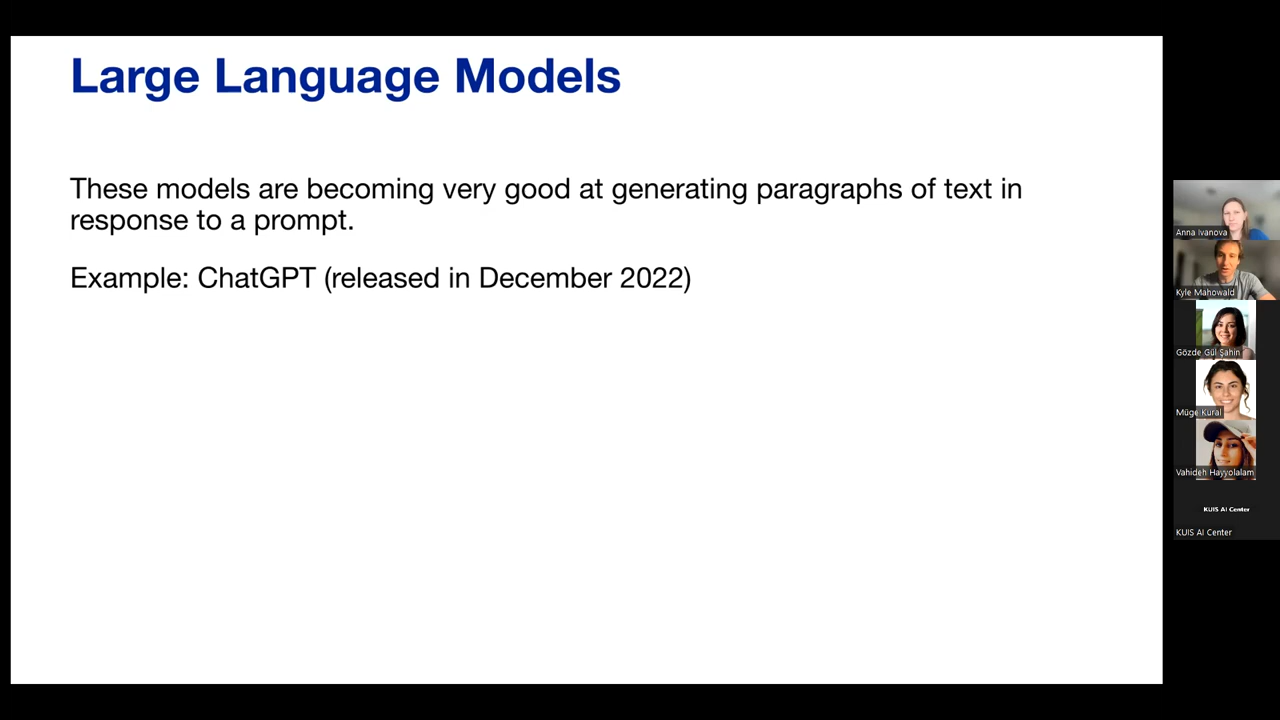 Large Language Models
These models are becoming very good at generating paragraphs of text in
response to a prompt.
Example: ChatGPT (released in December 2022)
Anna Ivanova
Kyle Mahowald
Gözde Gül Şahin
Müge Kural
Vahideh Hayyolalam
KUIS AI Center
KUIS AI Center